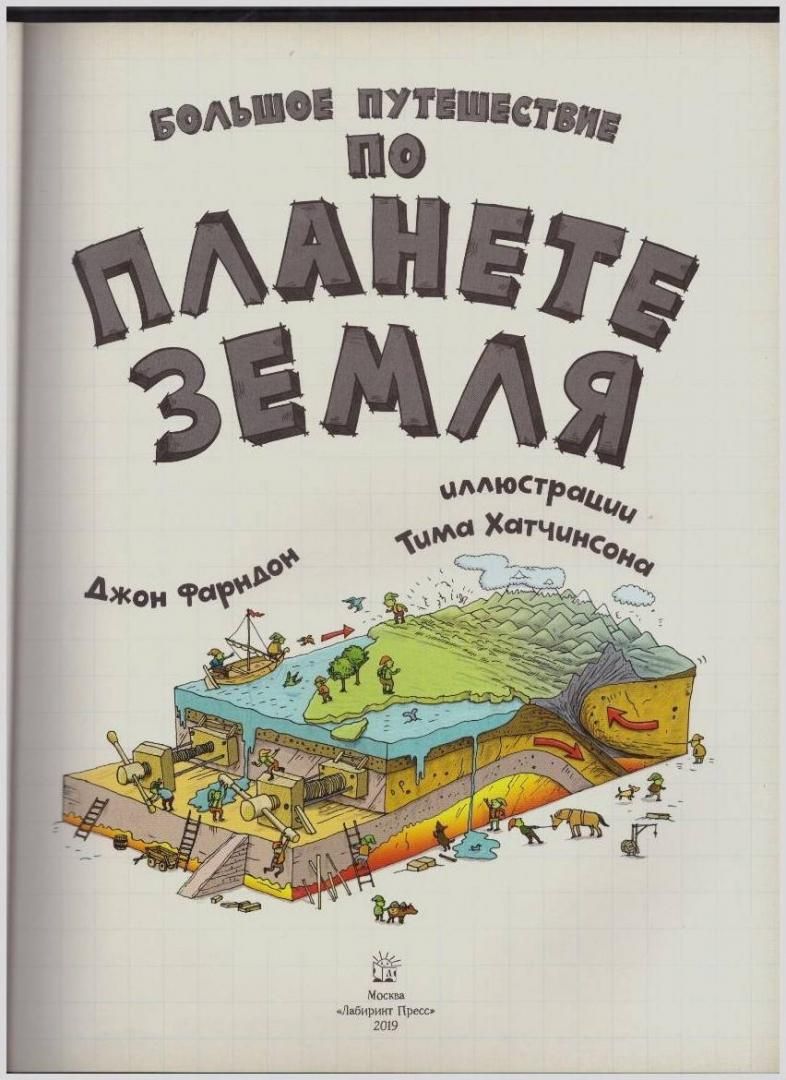 БОЛЬШОЕ ПУТЕШЕСТВИЕ
ПО
ПЛАНЕТЕ
ЗЕМЛЯ
иллюстрации
Тима Хатчинсона
Джон Фарндон
Москва
«Лабиринт Пресс»
2019